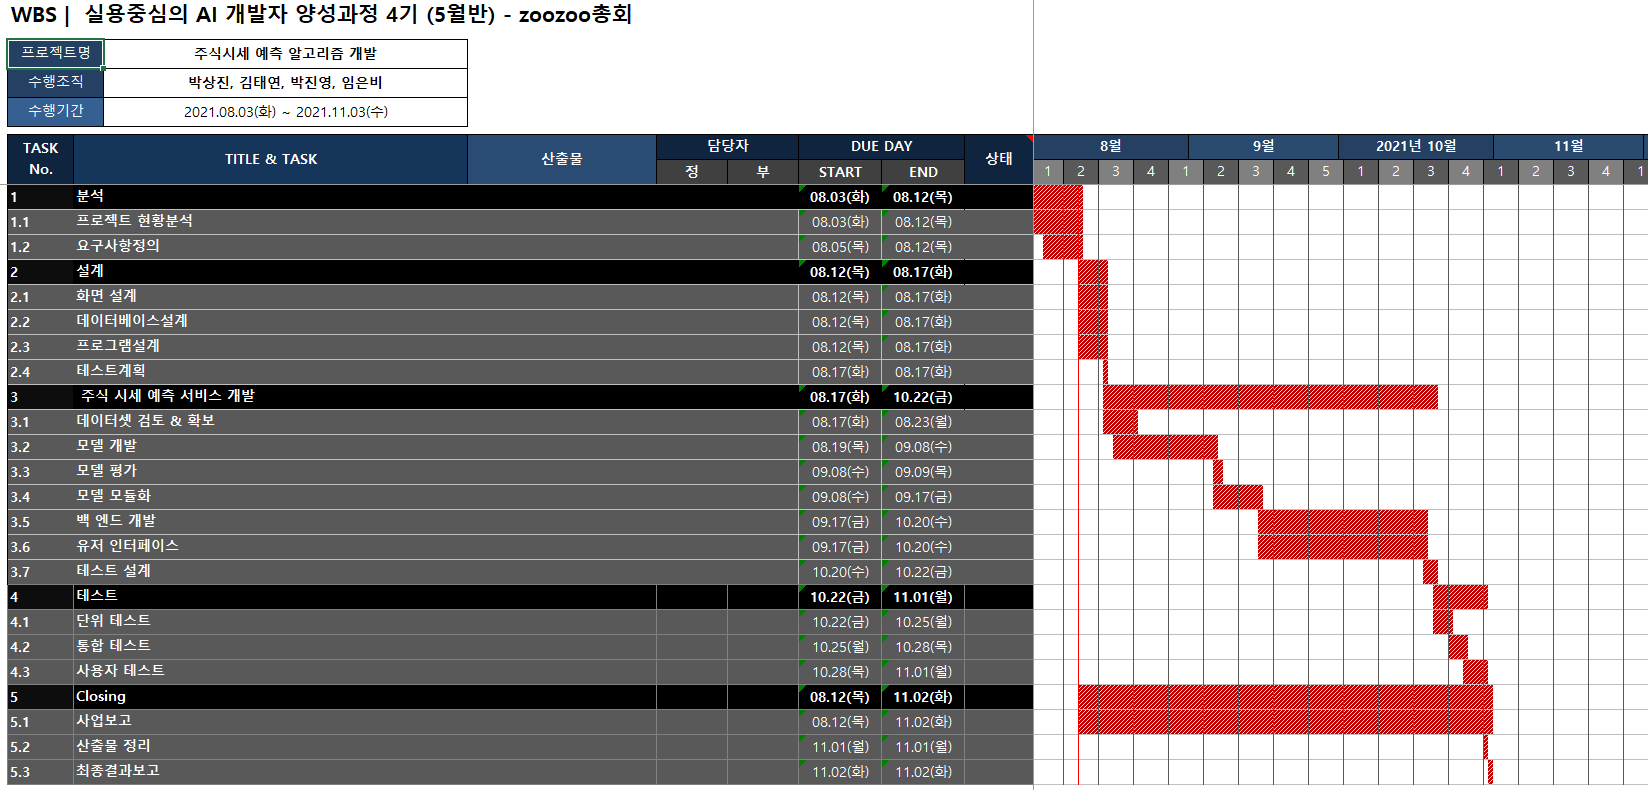 WBS | 실용중심의 AI 개발자 양성과정 4기 (5월반) - zoozoo총회
프로젝트명 주식시세 예측 알고리즘 개발
수행조직 박상진, 김태연, 박진영, 임은비
수행기간 2021.08.03(화) ~ 2021.11.03(수)
TASK No. TITLE & TASK 산출물 담당자 DUE DAY 상태 8월 9월 2021년 10월 11월
정 부 START END 1 2 3 4 1 2 3 4 5 1 2 3 4 1 2 3 4 1
1 분석 08.03(화) 08.12(목)
1.1 프로젝트 현황분석 08.03(화) 08.12(목)
1.2 요구사항정의 08.05(목) 08.12(목)
2 설계 08.12(목) 08.17(화)
2.1 화면 설계 08.12(목) 08.17(화)
2.2 데이터베이스설계 08.12(목) 08.17(화)
2.3 프로그램설계 08.12(목) 08.17(화)
2.4 테스트계획 08.17(화) 08.17(화)
3 주식 시세 예측 서비스 개발 08.17(화) 10.22(금)
3.1 데이터셋 검토 & 확보 08.17(화) 08.23(월)
3.2 모델 개발 08.19(목) 09.08(수)
3.3 모델 평가 09.08(수) 09.09(목)
3.4 모델 모듈화 09.08(수) 09.17(금)
3.5 백 엔드 개발 09.17(금) 10.20(수)
3.6 유저 인터페이스 09.17(금) 10.20(수)
3.7 테스트 설계 10.20(수) 10.22(금)
4 테스트 10.22(금) 11.01(월)
4.1 단위 테스트 10.22(금) 10.25(월)
4.2 통합 테스트 10.25(월) 10.28(목)
4.3 사용자 테스트 10.28(목) 11.01(월)
5 Closing 08.12(목) 11.02(화)
5.1 사업보고 08.12(목) 11.02(화)
5.2 산출물 정리 11.01(월) 11.01(월)
5.3 최종결과보고 11.02(화) 11.02(화)